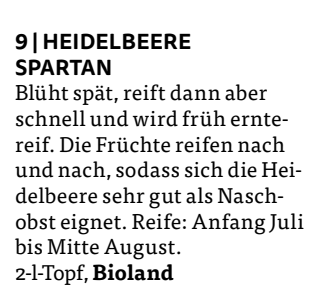 9 | HEIDELBEERE
SPARTAN
Blüht spät, reift dann aber
schnell und wird früh ernte-
reif. Die Früchte reifen nach
und nach, sodass sich die Hei-
delbeere sehr gut als Nasch-
obst eignet. Reife: Anfang Juli
bis Mitte August.
2-l-Topf, Bioland